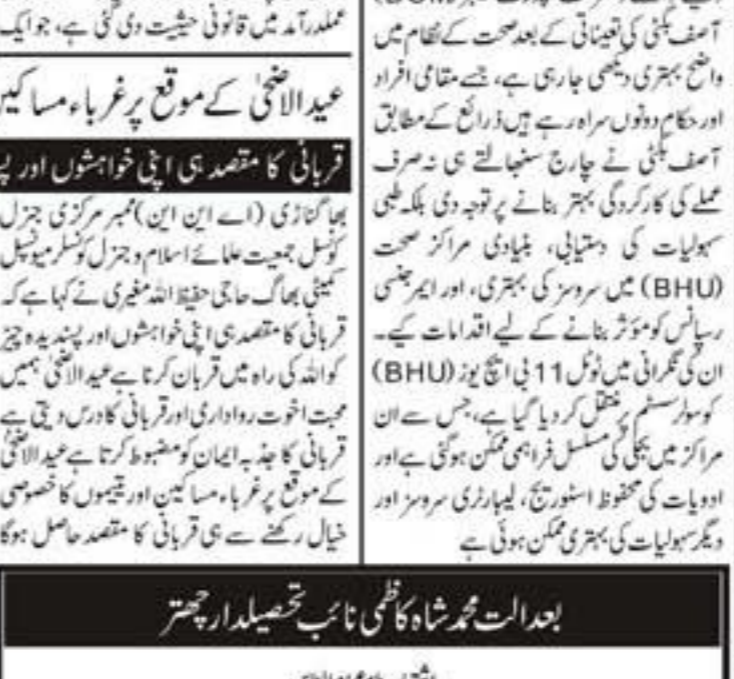 آصف بگٹی کی تعیناتی کے بعد صحت کے نظام میں
واضح بہتری دیکھی جا رہی ہے، جسے مقامی افراد
اور حکام دونوں سراہ رہے ہیں ذرائع کے مطابق
آصف بگٹی نے چارج سنبھالتے ہی نہ صرف
عملے کی کارکردگی بہتر بنانے پر توجہ دی بلکہ طبی
سہولیات کی دستیابی، بنیادی مراکز صحت
(BHU) میں سروسز کی بہتری، اور ایمرجنسی
رسپانس کو مؤثر بنانے کے لیے اقدامات کیے۔
ان کی نگرانی میں ٹوٹل 11 بی ایچ یوز (BHU)
کو سولر سسٹم پر منتقل کر دیا گیا ہے، جس سے ان
مراکز میں بجلی کی مسلسل فراہمی ممکن ہوگئی ہے اور
ادویات کی محفوظ اسٹوریج، لیبارٹری سروسز اور
دیگر سہولیات کی بہتری ممکن ہوئی ہے
عملدرآمد میں قانونی حیثیت دی گئی ہے، جو ایک
عید الاضحیٰ کے موقع پر غرباء مساکین
قربانی کا مقصد ہی اپنی خواہشوں اور
بھاگناڑی (اے این این) ممبر مرکزی جنرل
کونسل جمعیت علمائے اسلام و جنرل کونسلر میونسپل
کمیٹی بھاگ حاجی حفیظ اللہ مغیری نے کہا ہے کہ
قربانی کا مقصد ہی اپنی خواہشوں اور پسندیدہ چیز
کو اللہ کی راہ میں قربان کرنا ہے عید الاضحیٰ ہمیں
محبت اخوت رواداری اور قربانی کا درس دیتی ہے
قربانی کا جذبہ ایمان کو مضبوط کرتا ہے عید الاضحیٰ
کے موقع پر غرباء مساکین اور یتیموں کا خصوصی
خیال رکھنے سے ہی قربانی کا مقصد حاصل ہوگا
بعدالت محمد شاہ کاظمی نائب تحصیلدار چھتر